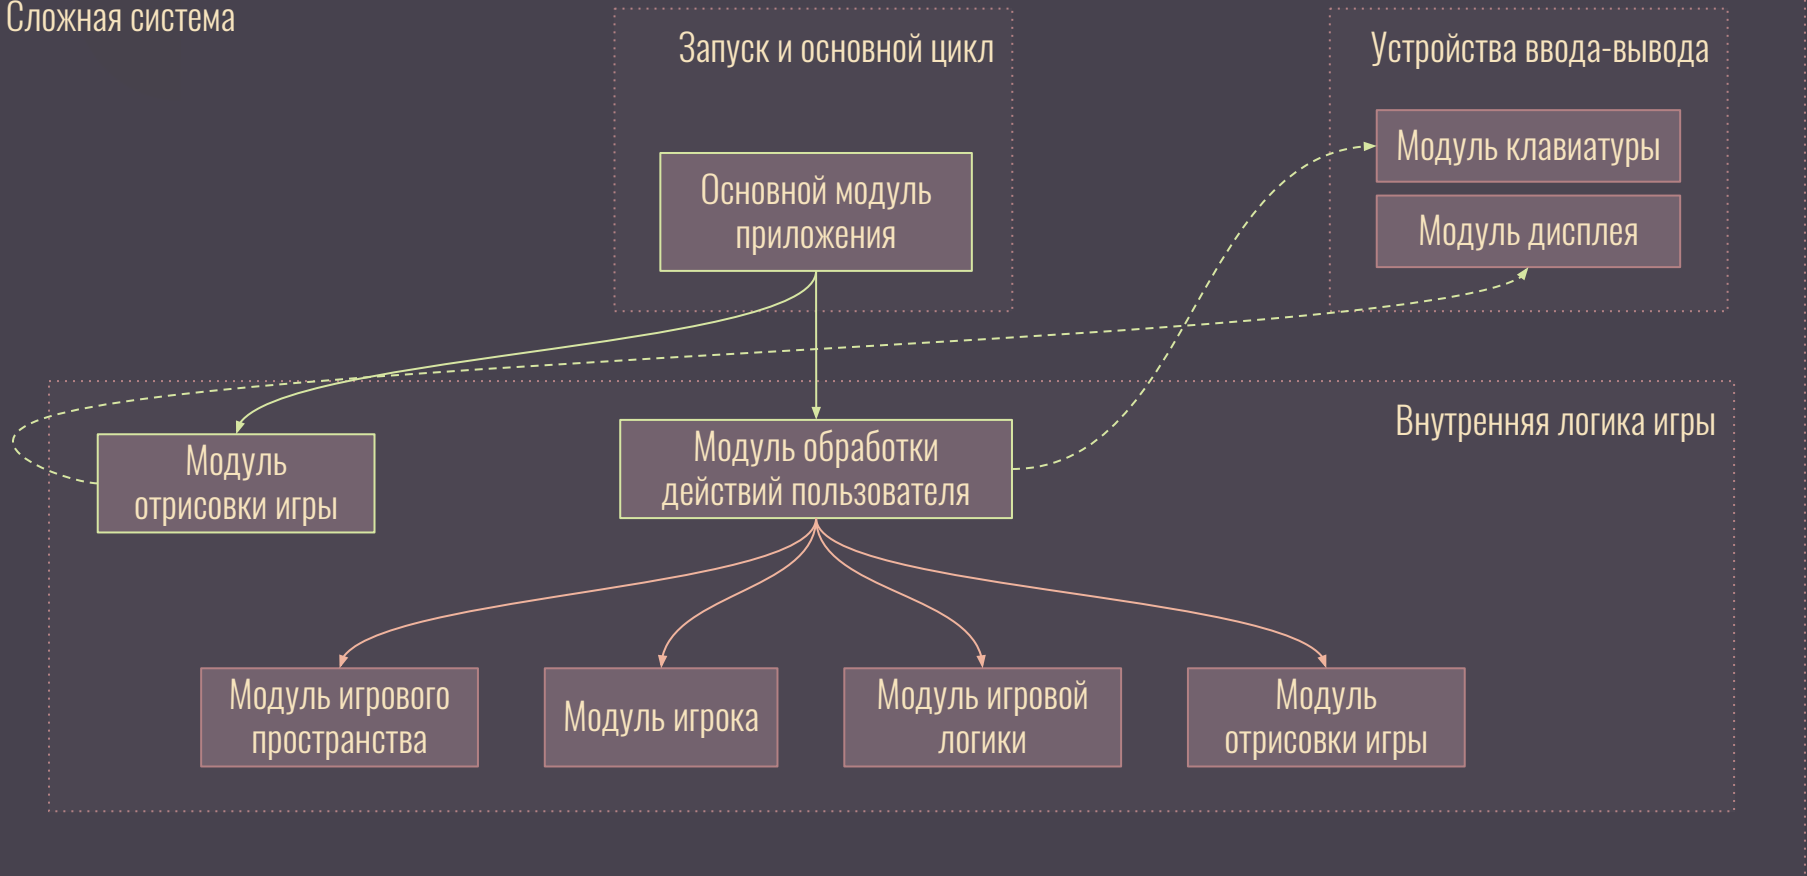 Сложная система
Запуск и основной цикл
Устройства ввода-вывода
Модуль клавиатуры
Основной модуль
приложения
Модуль дисплея
Внутренняя логика игры
Модуль
отрисовки игры
Модуль обработки
действий пользователя
Модуль игрового
пространства
Модуль игрока
Модуль игровой
логики
Модуль
отрисовки игры